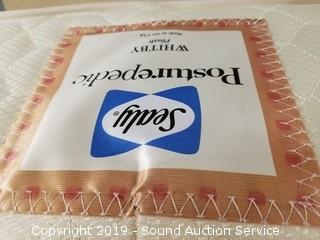 Sealy®
Posturepedic
WHITBY
Plush
Made in the USA
Copyright 2019 - Sound Auction Service